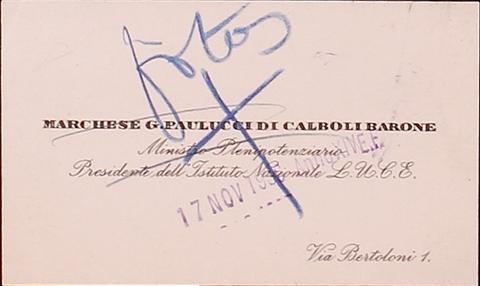 MARCHESE G. PAULUCCI DI CALBOLI BARONE
Ministro Plenipotenziario
Presidente dell'Istituto Nazionale L.U.C.E.
17 NOV
Via Bertoloni 1.